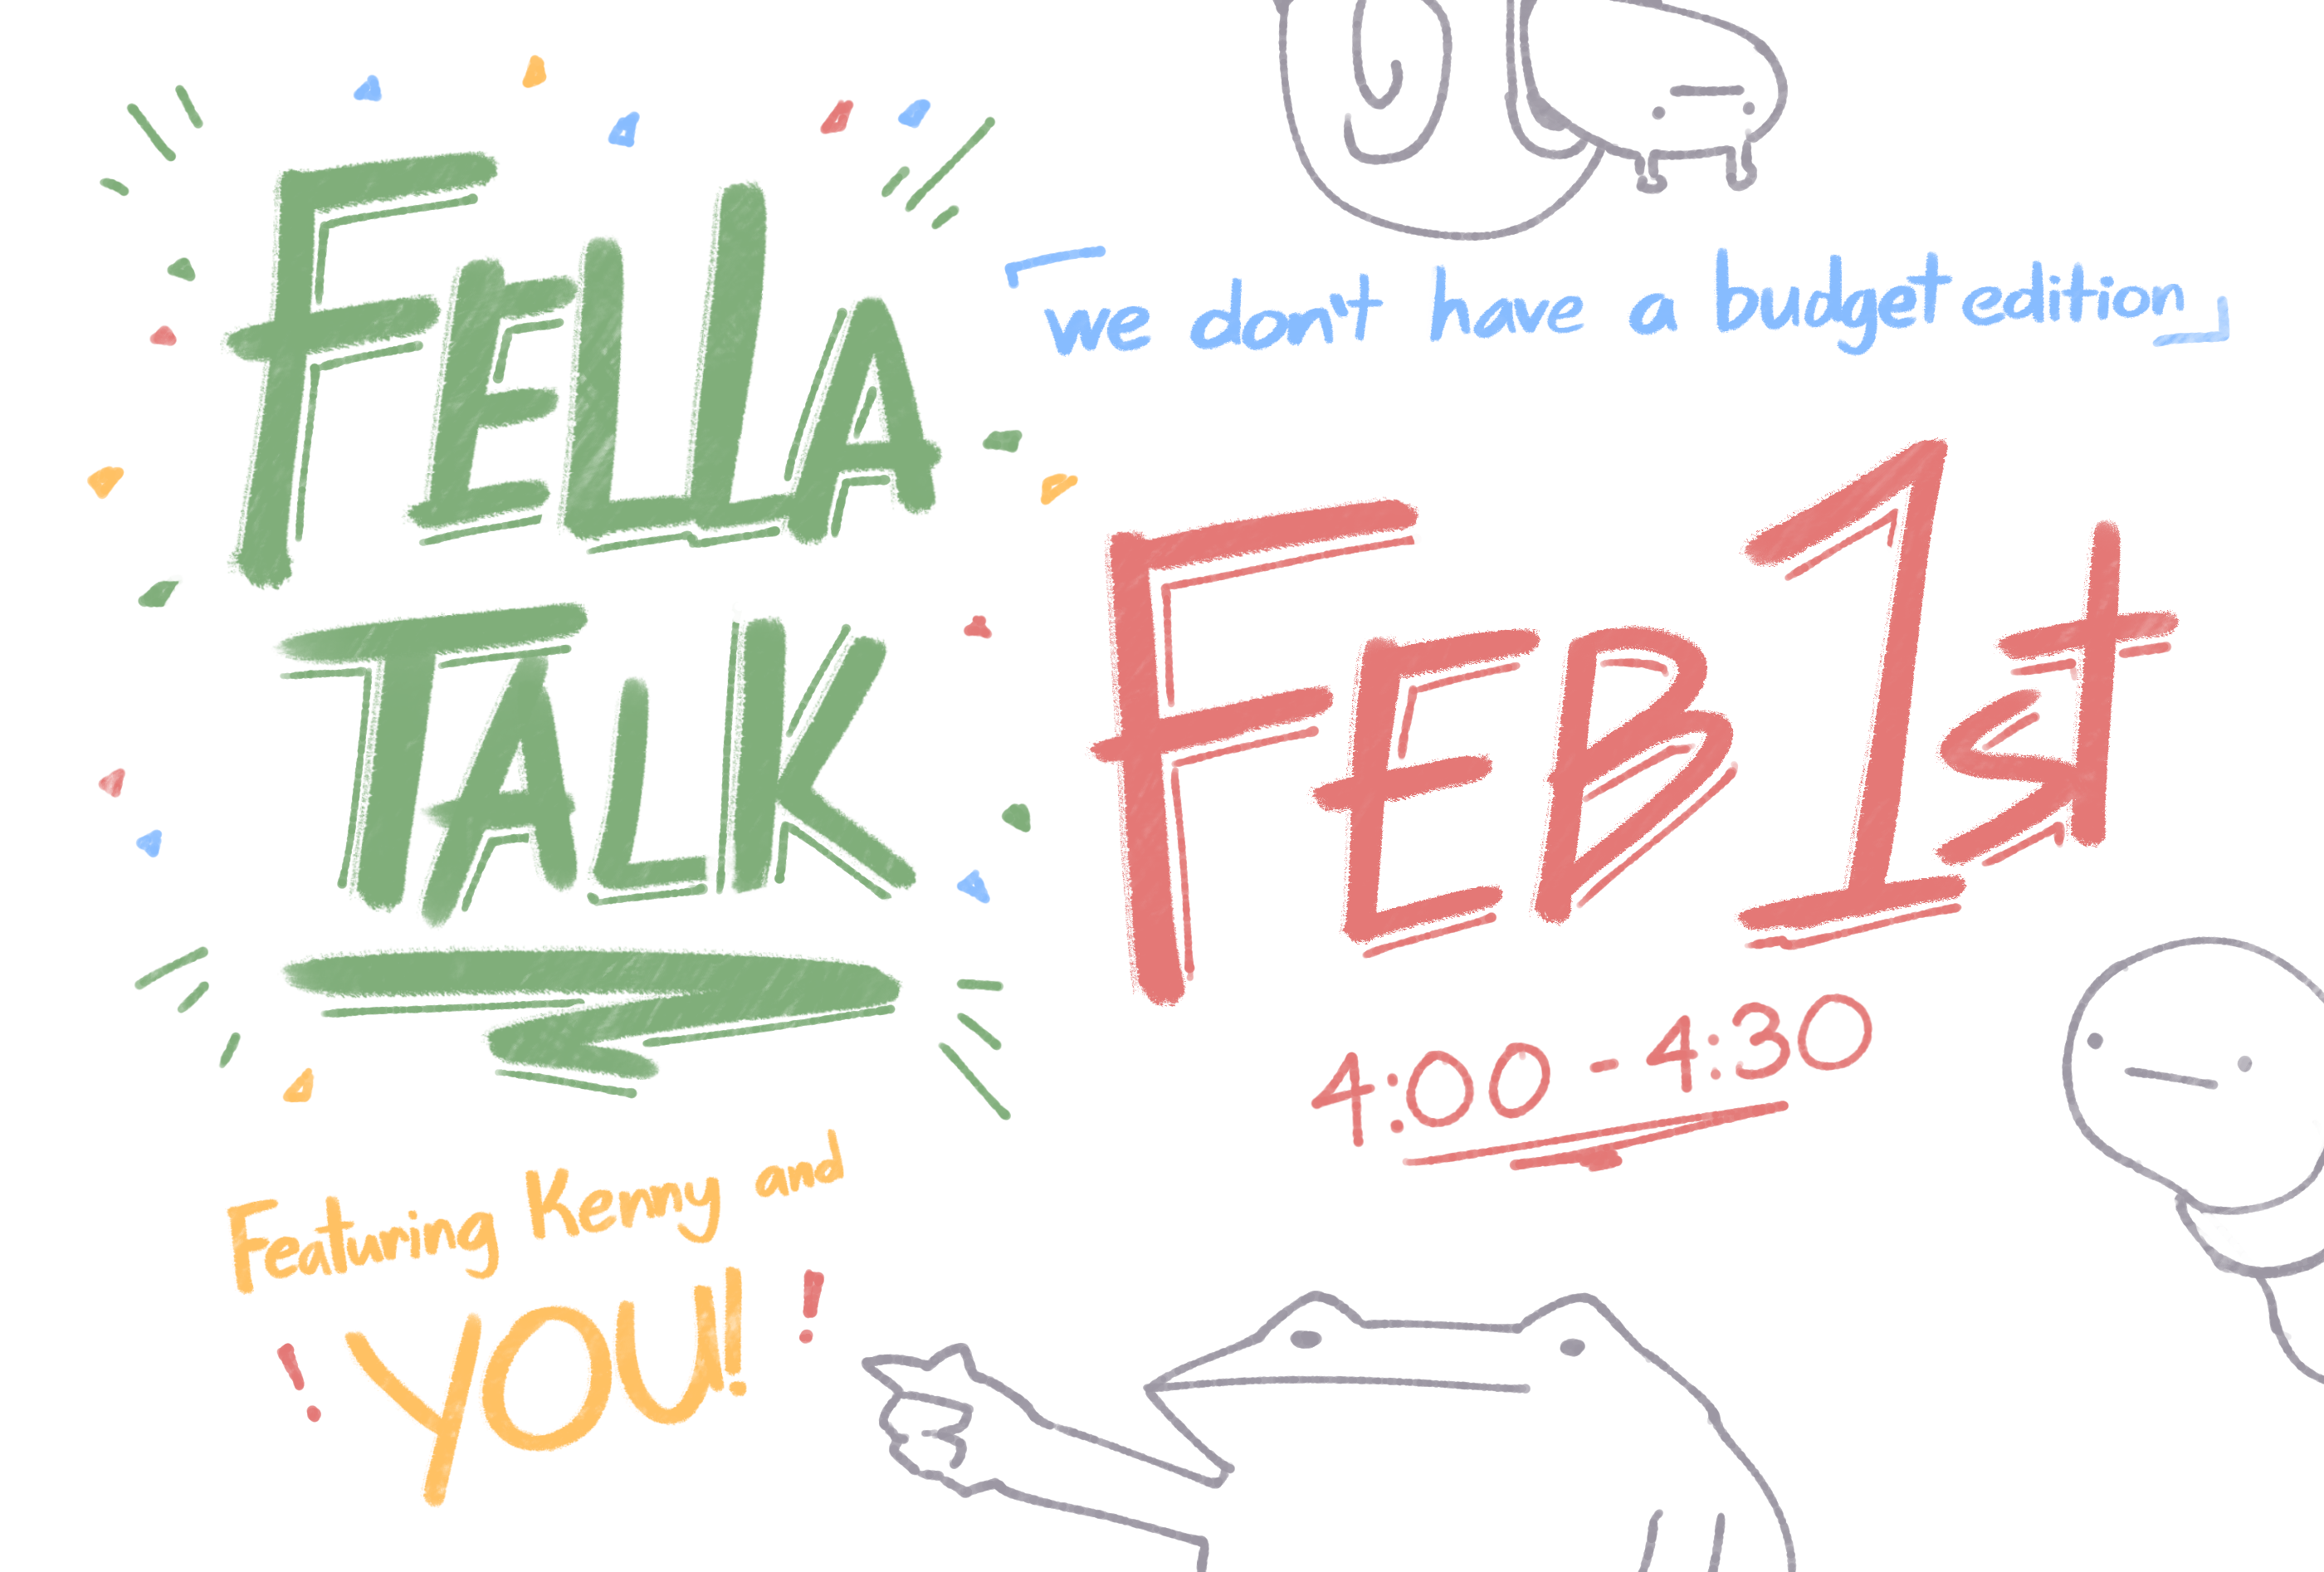 FELLA
TALK
「we don't have a budget edition」
FEB 1st
4:00 - 4:30
Featuring Kenny and
! YOU! !